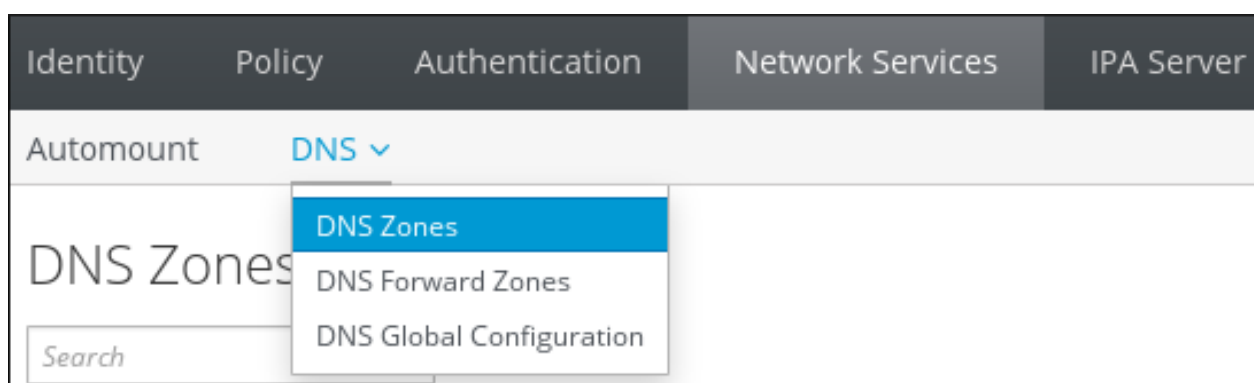 Identity Policy Authentication Network Services IPA Server
Automount DNS
DNS Zones
DNS Zones
DNS Forward Zones
DNS Global Configuration
Search